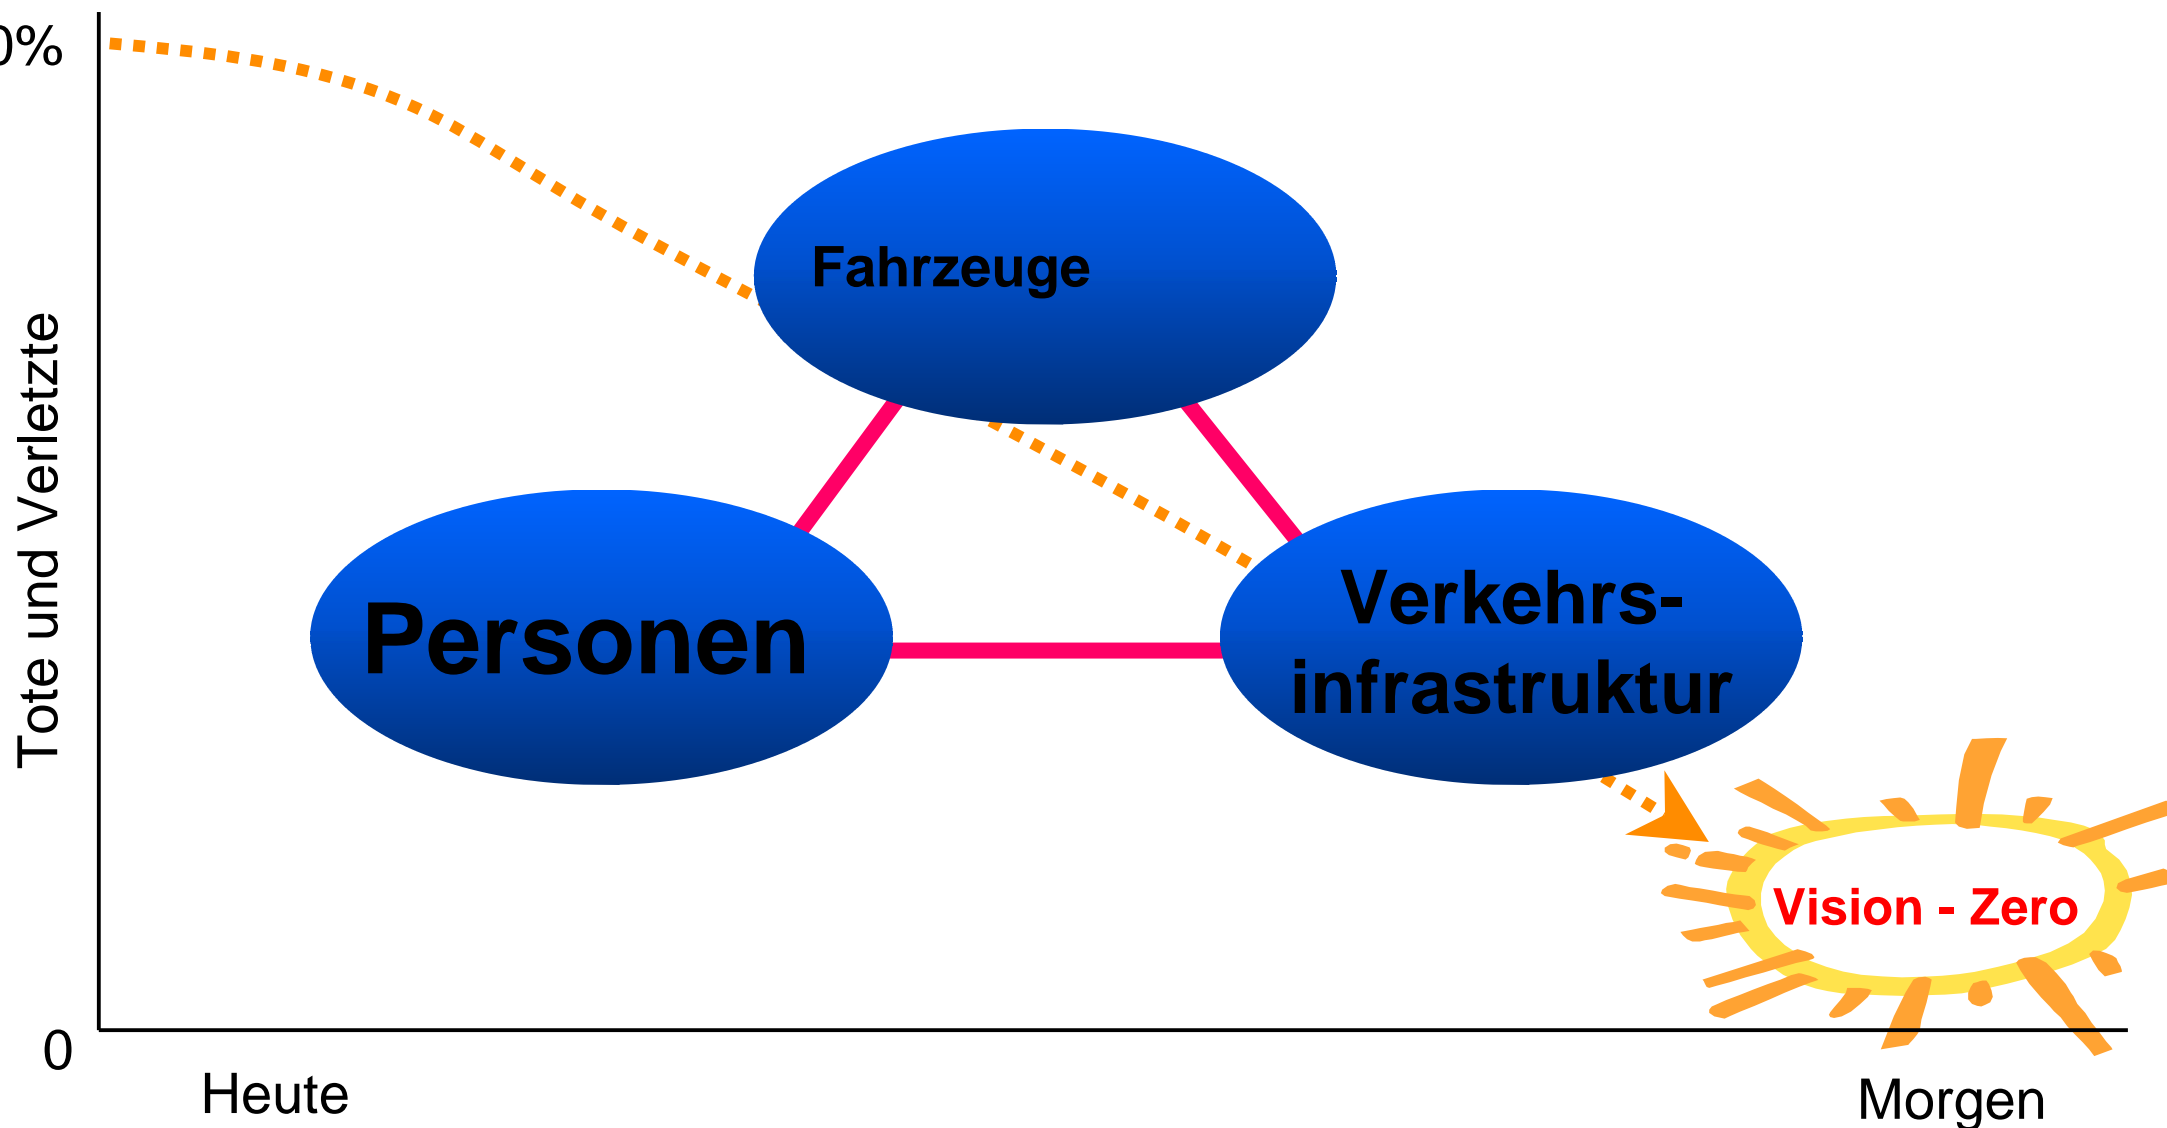 0%
Fahrzeuge
Tote und Verletzte
Personen
Verkehrs-
infrastruktur
Vision - Zero
0
Heute
Morgen